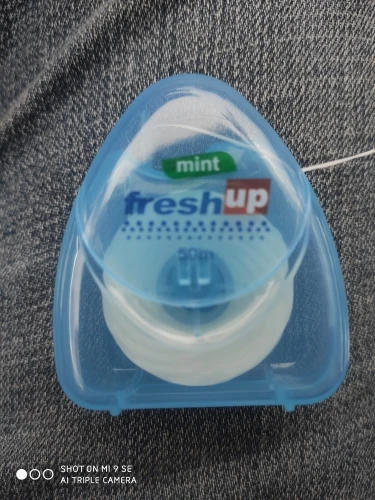 mint
freshup
50m
SHOT ON MI 9 SE
AI TRIPLE CAMERA